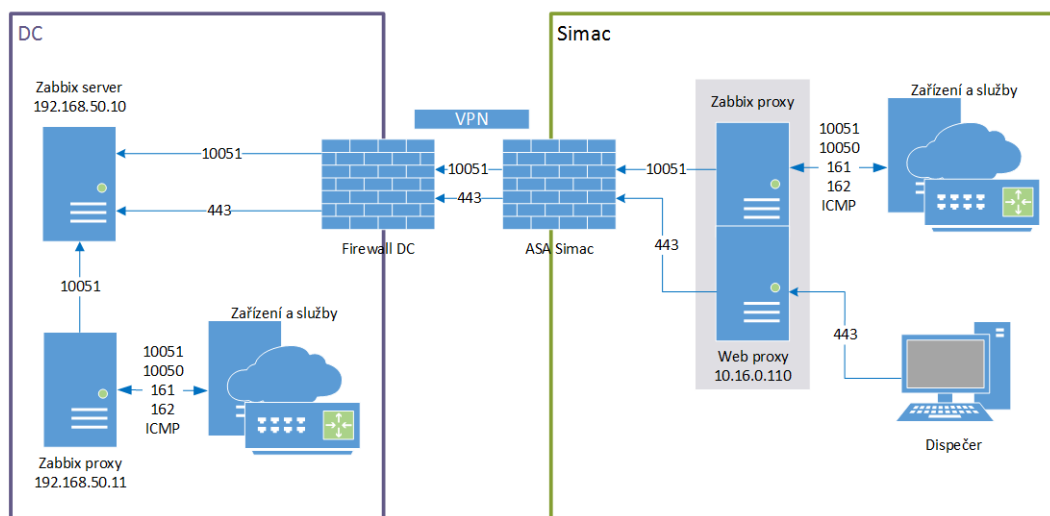 DC
Zabbix server
192.168.50.10
10051
443
10051
Zabbix proxy
192.168.50.11
10051
10050
161
162
ICMP
Zařízení a služby
Firewall DC
VPN
10051
443
ASA Simac
Simac
10051
443
Zabbix proxy
Web proxy
10.16.0.110
10051
10050
161
162
ICMP
Zařízení a služby
443
Dispečer